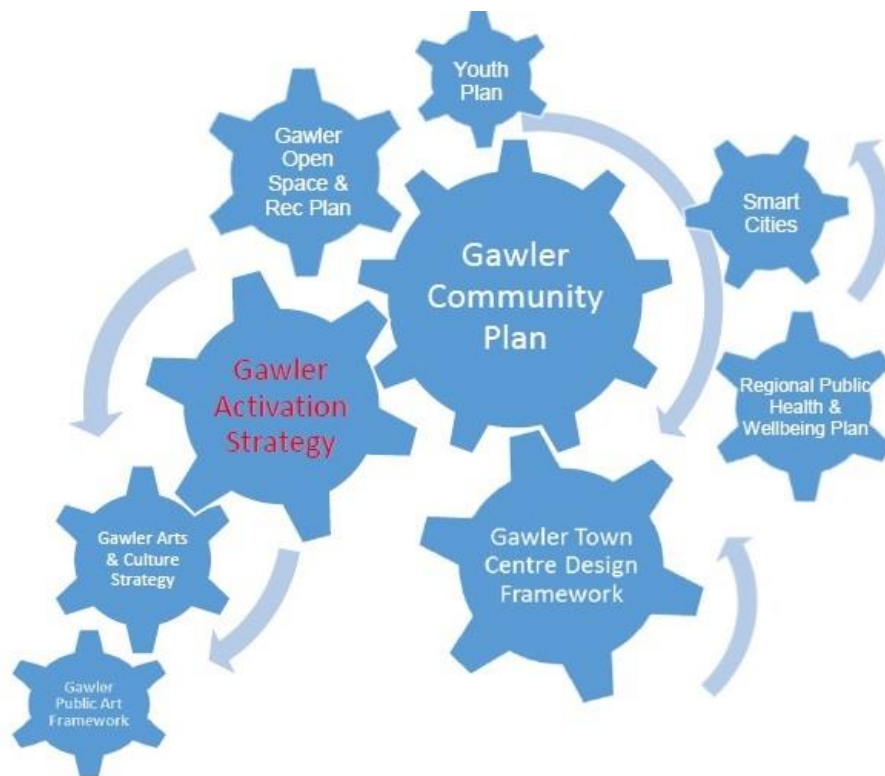 Youth
Plan
Gawler
Open
Space &
Rec Plan
Smart
Cities
Gawler
Community
Plan
Gawler
Activation
Strategy
Regional Public
Health &
Wellbeing Plan
Gawler Arts
& Culture
Strategy
Gawler Town
Centre Design
Framework
Gawler
Public Art
Framework